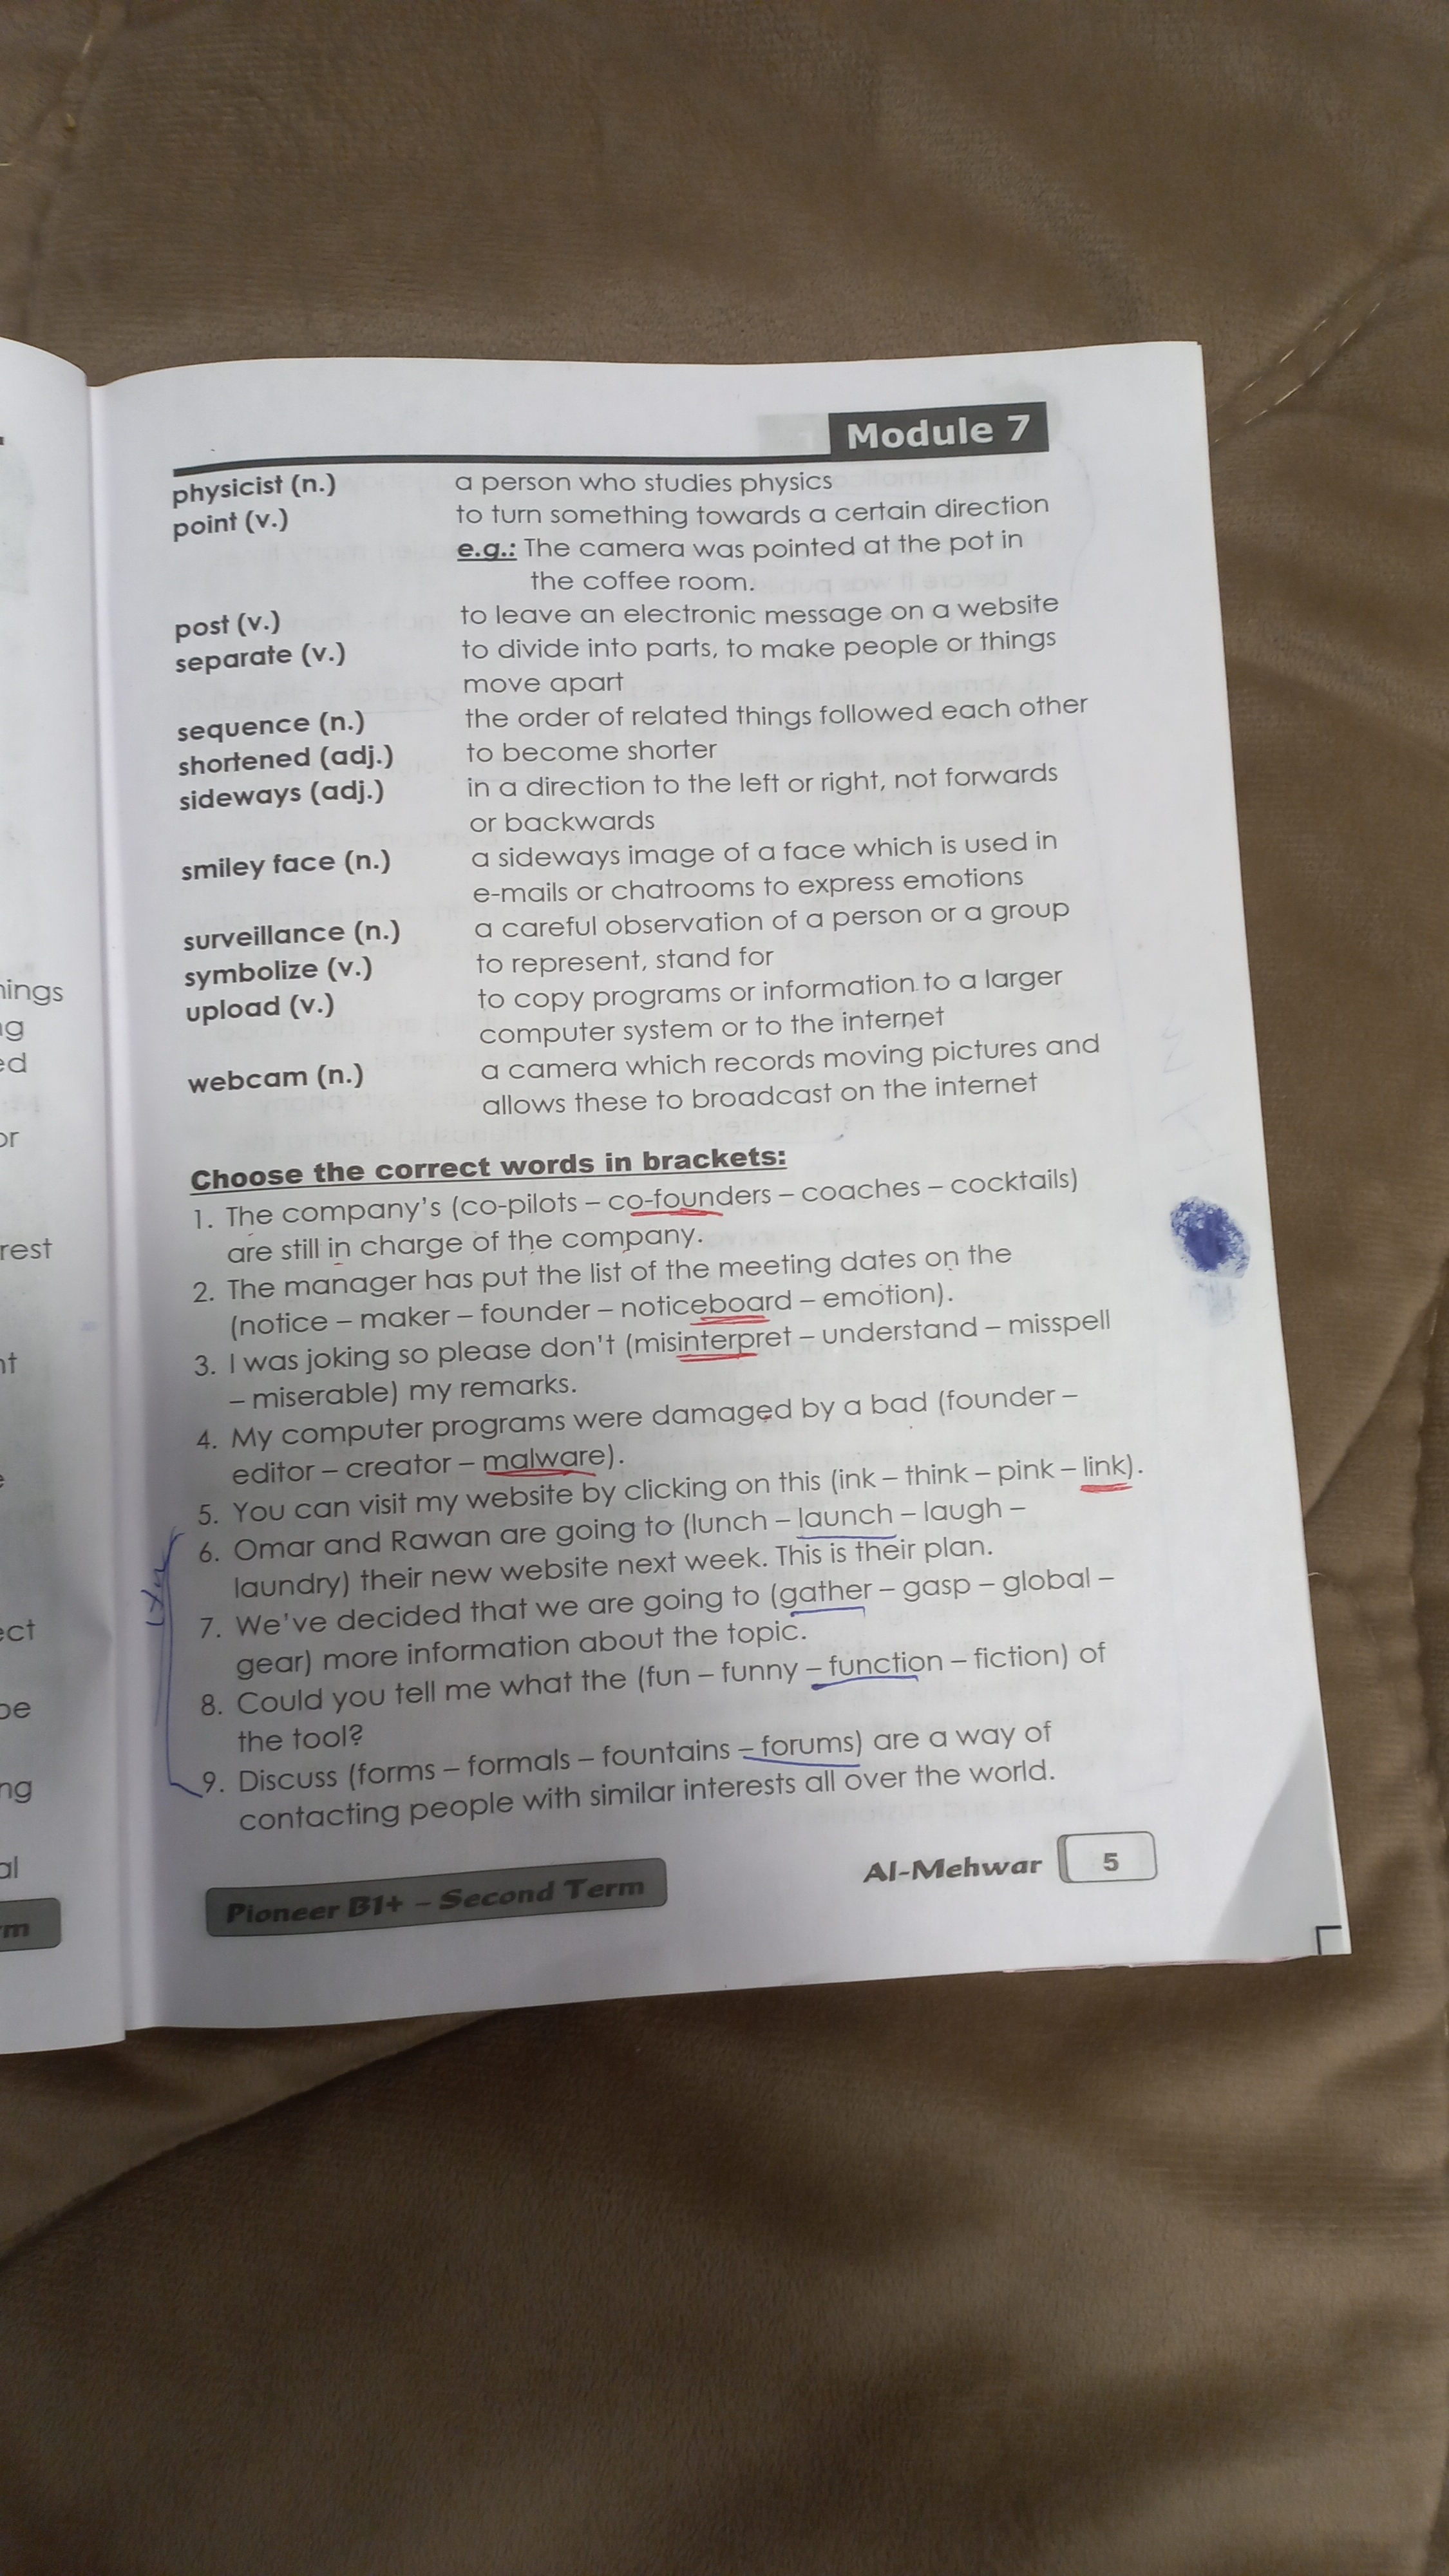 Module 7
physicist (n.) a person who studies physics
point (v.) to turn something towards a certain direction
e.g.: The camera was pointed at the pot in
the coffee room.
post (v.) to leave an electronic message on a website
separate (v.) to divide into parts, to make people or things
move apart
sequence (n.) the order of related things followed each other
shortened (adj.) to become shorter
sideways (adj.) in a direction to the left or right, not forwards
or backwards
smiley face (n.) a sideways image of a face which is used in
e-mails or chatrooms to express emotions
surveillance (n.) a careful observation of a person or a group
symbolize (v.) to represent, stand for
upload (v.) to copy programs or information to a larger
computer system or to the internet
webcam (n.) a camera which records moving pictures and
allows these to broadcast on the internet
Choose the correct words in brackets:
1. The company's (co-pilots – co-founders – coaches – cocktails)
are still in charge of the company.
2. The manager has put the list of the meeting dates on the
(notice – maker – founder – noticeboard – emotion).
3. I was joking so please don't (misinterpret – understand – misspell
– miserable) my remarks.
4. My computer programs were damaged by a bad (founder –
editor – creator – malware).
5. You can visit my website by clicking on this (ink – think – pink – link).
6. Omar and Rawan are going to (lunch – launch – laugh –
laundry) their new website next week. This is their plan.
7. We've decided that we are going to (gather – gasp – global –
gear) more information about the topic.
8. Could you tell me what the (fun – funny – function – fiction) of
the tool?
9. Discuss (forms – formals – fountains – forums) are a way of
contacting people with similar interests all over the world.
Pioneer B1+ – Second Term
Al-Mehwar 5